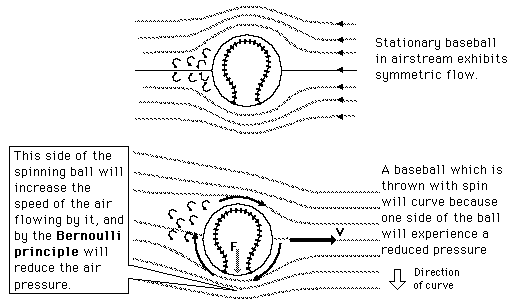 Stationary baseball
in airstream exhibits
symmetric flow.
This side of the
spinning ball will
increase the
speed of the air
flowing by it, and
by the Bernoulli
principle will
reduce the air
pressure.
F
v
A baseball which is
thrown with spin
will curve because
one side of the ball
will experience a
reduced pressure
Direction
of curve